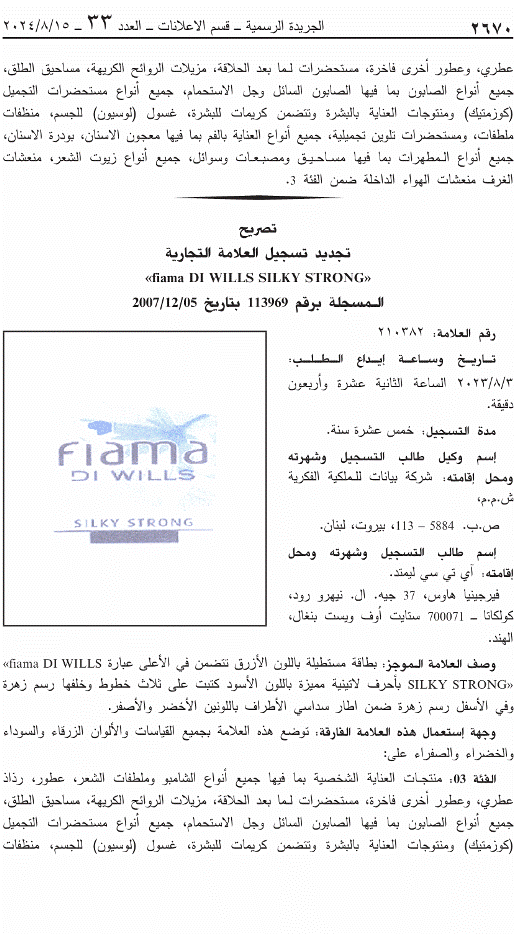 ٢٦٧٠ الجريدة الرسمية ــ قسم الاعلانات ــ العدد ٣٣ ــ ٢٠٢٤/٨/١٥
عطري، وعطور أخرى فاخرة، مستحضرات لما بعد الحلاقة، مزيلات الروائح الكريهة، مساحيق الطلق،
جميع أنواع الصابون بما فيها الصابون السائل وجل الاستحمام، جميع أنواع مستحضرات التجميل
(كوزمتيك) ومنتوجات العناية بالبشرة وتتضمن كريمات للبشرة، غسول (لوسيون) للجسم، منظفات
ملطفات، ومستحضرات تلوين تجميلية، جميع أنواع العناية بالفم بما فيها معجون الاسنان، بودرة الاسنان،
جميع أنواع المطهرات بما فيها مساحيق ومصبعات وسوائل، جميع أنواع زيوت الشعر، منعشات
الغرف منعشات الهواء الداخلة ضمن الفئة 3.
تصريح
تجديد تسجيل العلامة التجارية
«fiama DI WILLS SILKY STRONG»
المسجلة برقم 113969 بتاريخ 2007/12/05
رقم العلامة: ٢١٠٣٨٢
تاريخ وساعة إيداع الطلب:
٢٠٢٣/٨/٣ الساعة الثانية عشرة وأربعون
دقيقة.
مدة التسجيل: خمس عشرة سنة.
إسم وكيل طالب التسجيل وشهرته
ومحل إقامته: شركة بيانات للملكية الفكرية
ش.م.م،
ص.ب. 5884 – 113، بيروت، لبنان.
إسم طالب التسجيل وشهرته ومحل
إقامته: آي تي سي ليمتد.
فيرجينيا هاوس، 37 جيه. ال. نيهرو رود،
كولكاتا ــ 700071 ستايت أوف ويست بنغال،
الهند.
fiama
DI WILLS
SILKY STRONG
وصف العلامة الموجز: بطاقة مستطيلة باللون الأزرق نتضمن في الأعلى عبارة fiama DI WILLS»
«SILKY STRONG بأحرف لاتينية مميزة باللون الأسود كتبت على ثلاث خطوط وخلفها رسم زهرة
وفي الأسفل رسم زهرة ضمن اطار سداسي الأطراف باللونين الأخضر والأصفر.
وجهة إستعمال هذه العلامة الفارقة: توضع هذه العلامة بجميع القياسات والألوان الزرقاء والسوداء
والخضراء والصفراء على:
الفئة 03: منتجات العناية الشخصية بما فيها جميع أنواع الشامبو وملطفات الشعر، عطور، رذاذ
عطري، وعطور أخرى فاخرة، مستحضرات لما بعد الحلاقة، مزيلات الروائح الكريهة، مساحيق الطلق،
جميع أنواع الصابون بما فيها الصابون السائل وجل الاستحمام، جميع أنواع مستحضرات التجميل
(كوزمتيك) ومنتوجات العناية بالبشرة وتتضمن كريمات للبشرة، غسول (لوسيون) للجسم، منظفات